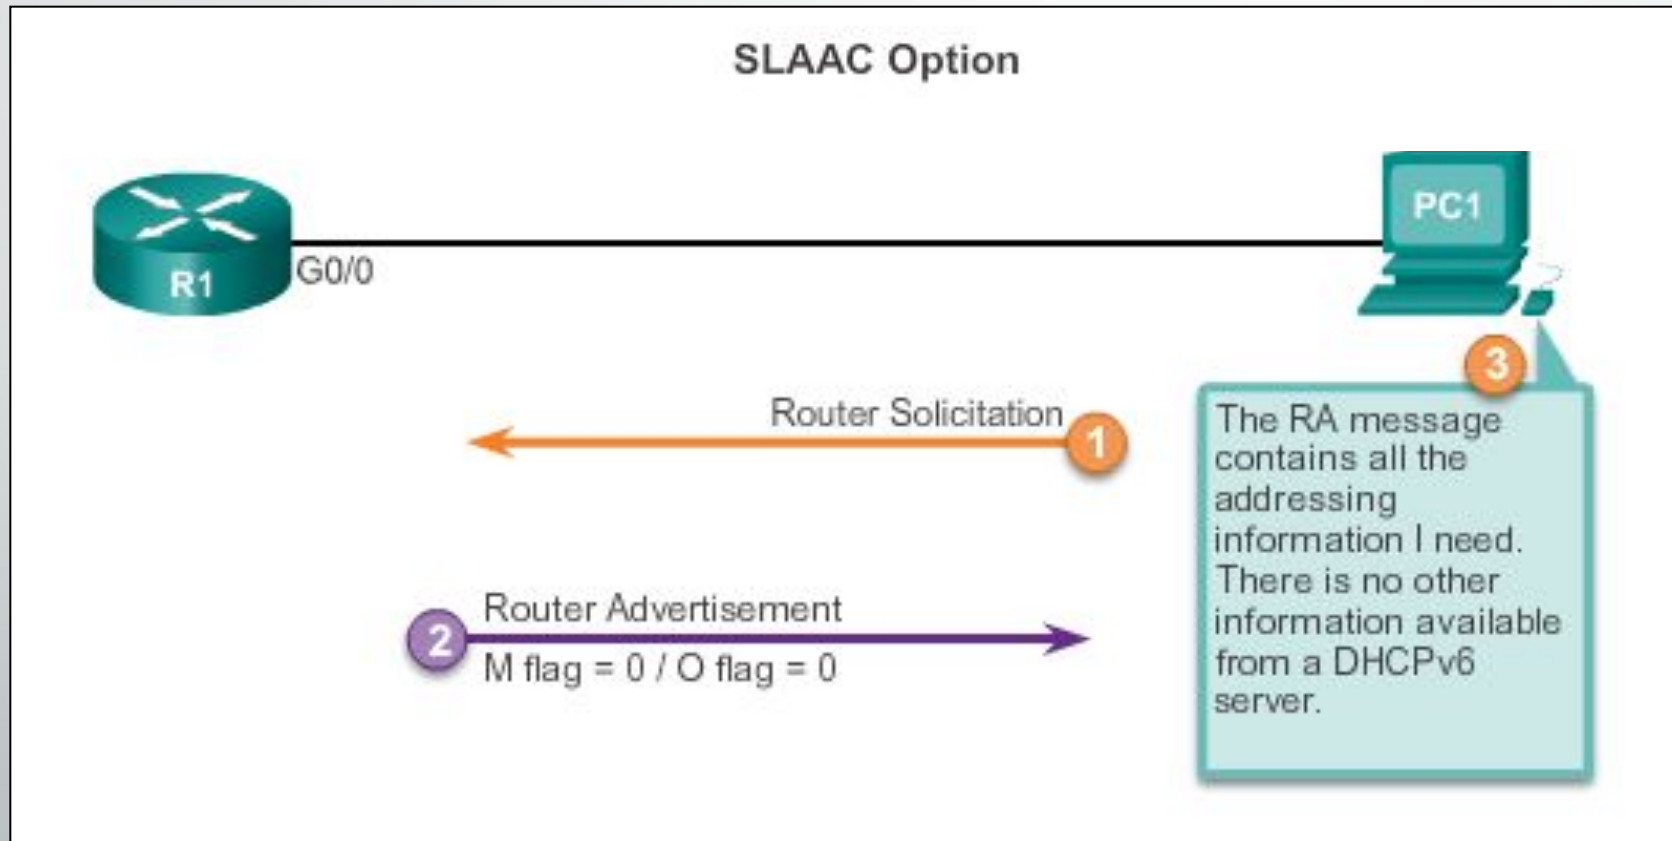 SLAAC Option
PC1
R1
G0/0
3
Router Solicitation
1
The RA message
contains all the
addressing
information I need.
There is no other
information available
from a DHCPv6
server.
2
Router Advertisement
M flag = 0 / O flag = 0